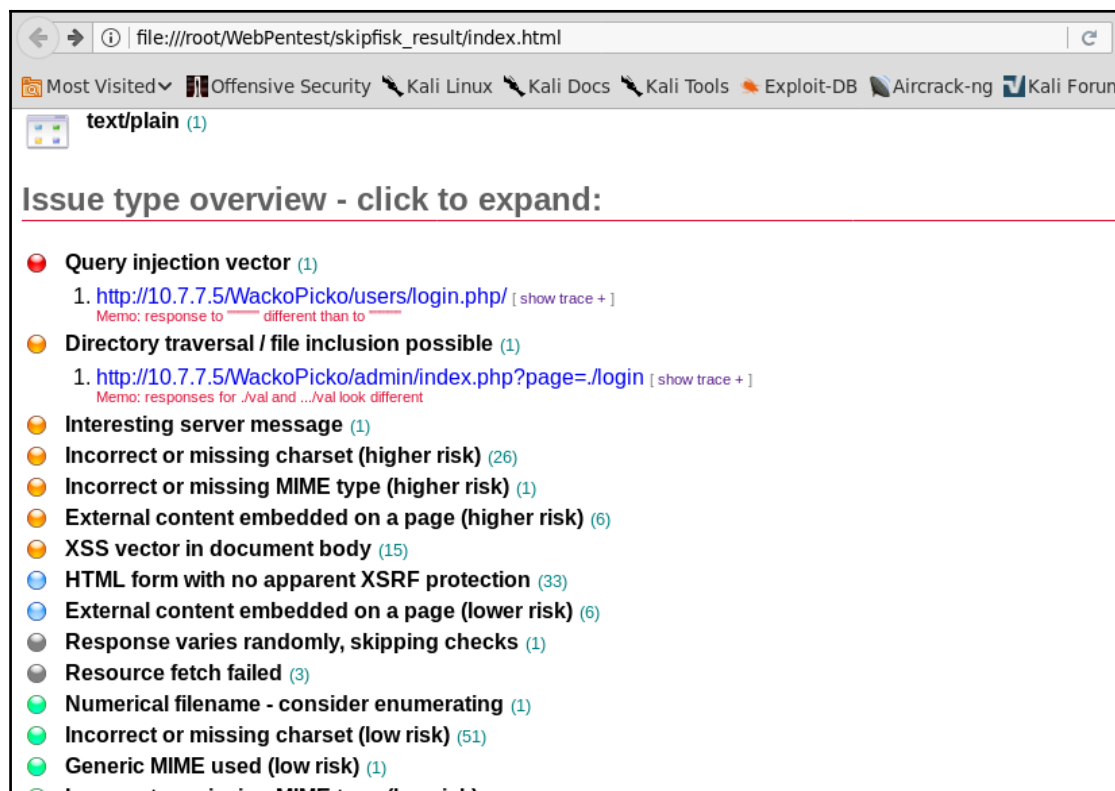 file:///root/WebPentest/skipfisk_result/index.html
Most Visited Offensive Security Kali Linux Kali Docs Kali Tools Exploit-DB Aircrack-ng Kali Forum
text/plain (1)
Issue type overview - click to expand:
Query injection vector (1)
1. http://10.7.7.5/WackoPicko/users/login.php/ [ show trace + ]
Memo: response to different than to
Directory traversal / file inclusion possible (1)
1. http://10.7.7.5/WackoPicko/admin/index.php?page=./login [ show trace + ]
Memo: responses for ./val and .../val look different
Interesting server message (1)
Incorrect or missing charset (higher risk) (26)
Incorrect or missing MIME type (higher risk) (1)
External content embedded on a page (higher risk) (6)
XSS vector in document body (15)
HTML form with no apparent XSRF protection (33)
External content embedded on a page (lower risk) (6)
Response varies randomly, skipping checks (1)
Resource fetch failed (3)
Numerical filename - consider enumerating (1)
Incorrect or missing charset (low risk) (51)
Generic MIME used (low risk) (1)